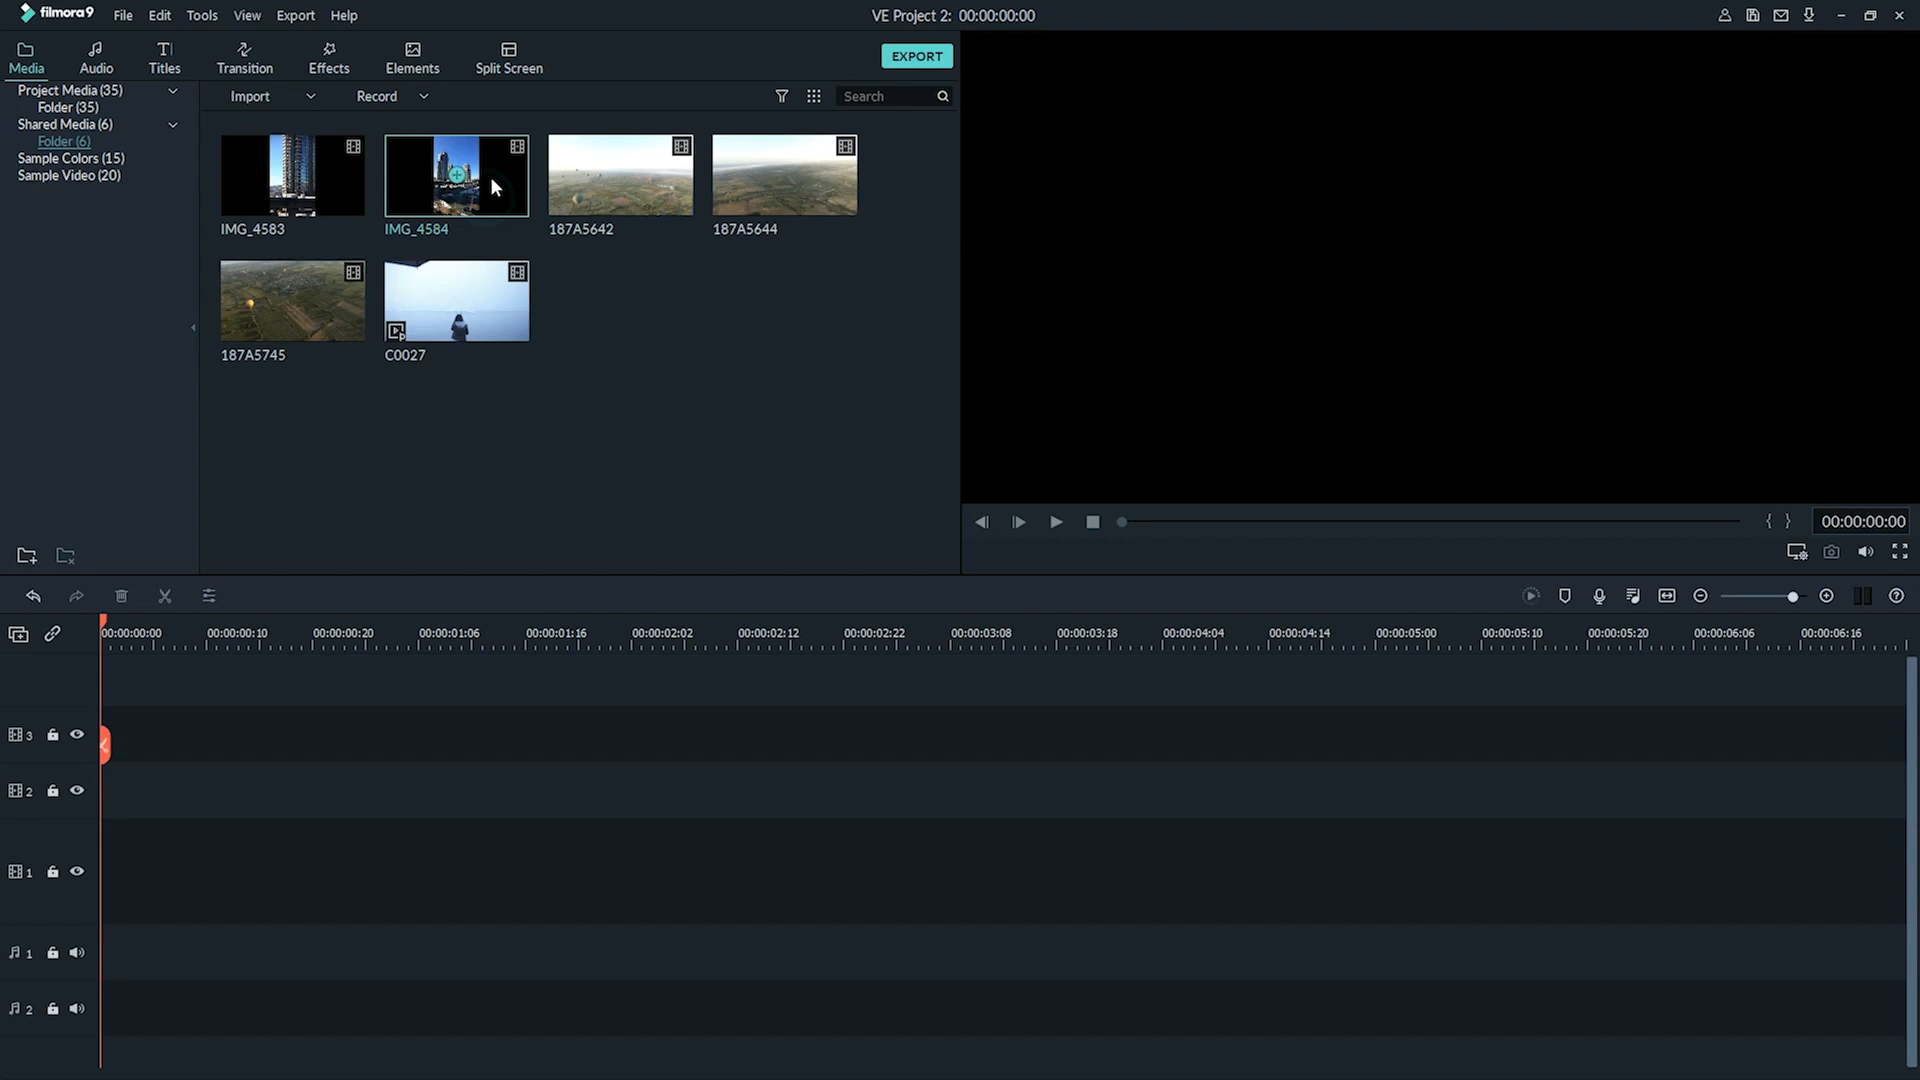 filmora9 File Edit Tools View Export Help VE Project 2: 00:00:00:00
Media Audio Titles Transition Effects Elements Split Screen EXPORT
Project Media (35)
Folder (35)
Shared Media (6)
Folder (6)
Sample Colors (15)
Sample Video (20)
Import Record Search
IMG_4583 IMG_4584 187A5642 187A5644
187A5745 C0027
{ } 00:00:00:00
00:00:00:00 00:00:00:10 00:00:00:20 00:00:01:06 00:00:01:16 00:00:02:02 00:00:02:12 00:00:02:22 00:00:03:08 00:00:03:18 00:00:04:04 00:00:04:14 00:00:05:00 00:00:05:10 00:00:05:20 00:00:06:06 00:00:06:16
3
2
1
1
2